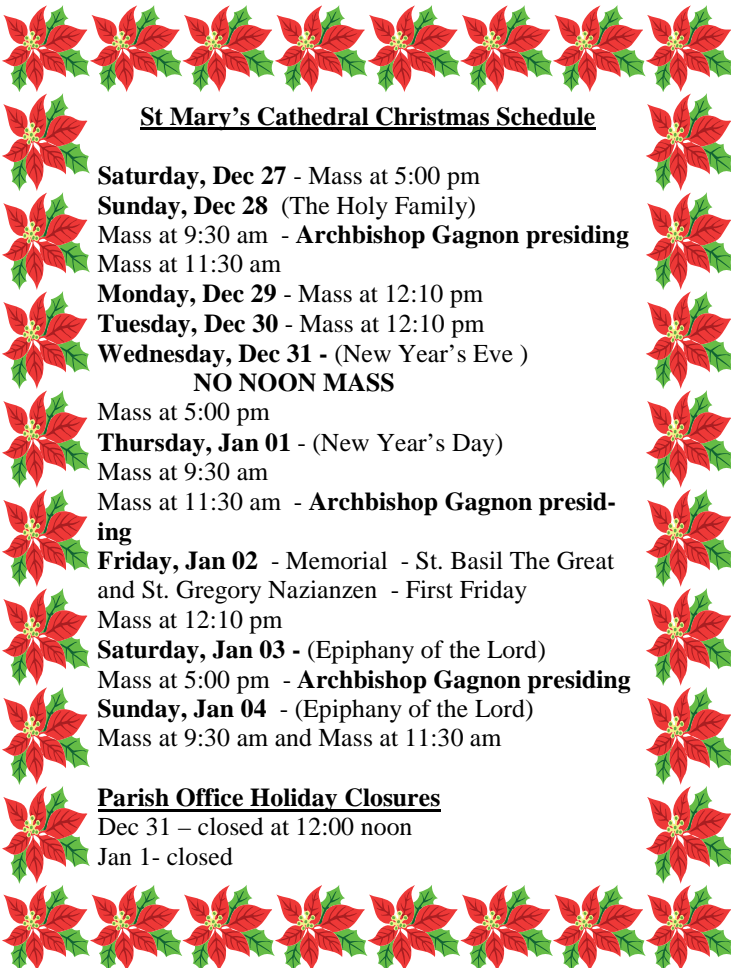 St Mary’s Cathedral Christmas Schedule
Saturday, Dec 27 - Mass at 5:00 pm
Sunday, Dec 28 (The Holy Family)
Mass at 9:30 am - Archbishop Gagnon presiding
Mass at 11:30 am
Monday, Dec 29 - Mass at 12:10 pm
Tuesday, Dec 30 - Mass at 12:10 pm
Wednesday, Dec 31 - (New Year’s Eve )
NO NOON MASS
Mass at 5:00 pm
Thursday, Jan 01 - (New Year’s Day)
Mass at 9:30 am
Mass at 11:30 am - Archbishop Gagnon presid-
ing
Friday, Jan 02 - Memorial - St. Basil The Great
and St. Gregory Nazianzen - First Friday
Mass at 12:10 pm
Saturday, Jan 03 - (Epiphany of the Lord)
Mass at 5:00 pm - Archbishop Gagnon presiding
Sunday, Jan 04 - (Epiphany of the Lord)
Mass at 9:30 am and Mass at 11:30 am
Parish Office Holiday Closures
Dec 31 – closed at 12:00 noon
Jan 1- closed